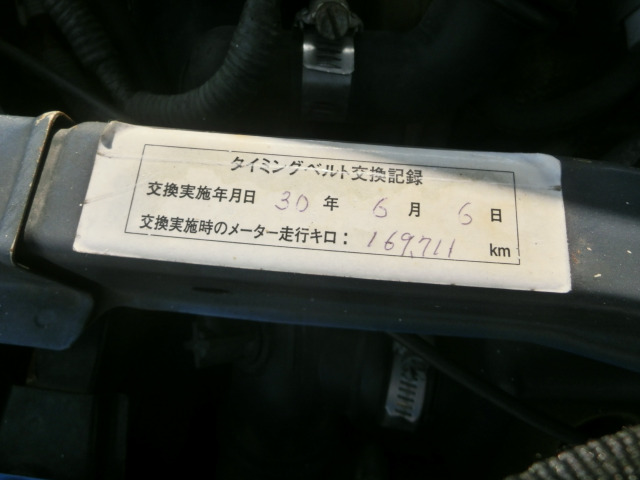 タイミングベルト交換記録
交換実施年月日 30 年 6 月 6 日
交換実施時のメーター走行キロ： 169,711 km